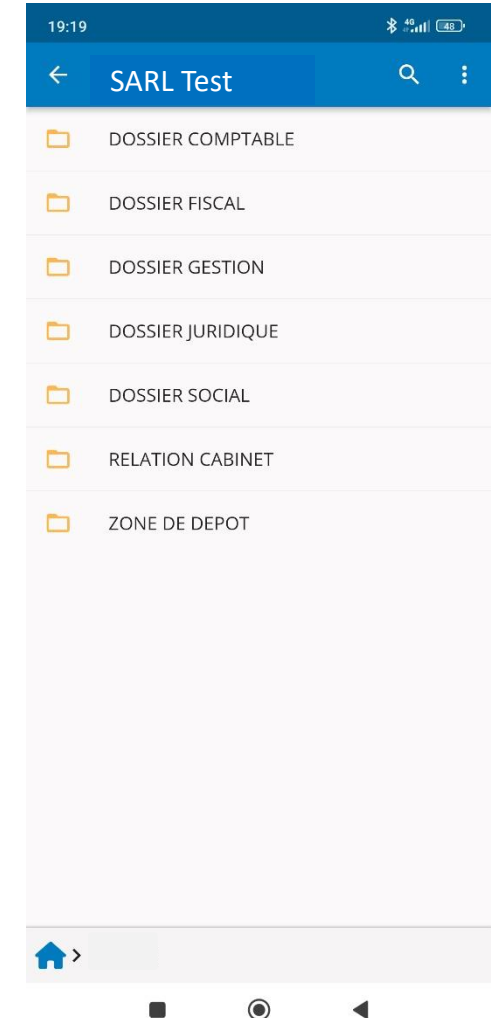 19:19 4G 48
SARL Test
DOSSIER COMPTABLE
DOSSIER FISCAL
DOSSIER GESTION
DOSSIER JURIDIQUE
DOSSIER SOCIAL
RELATION CABINET
ZONE DE DEPOT